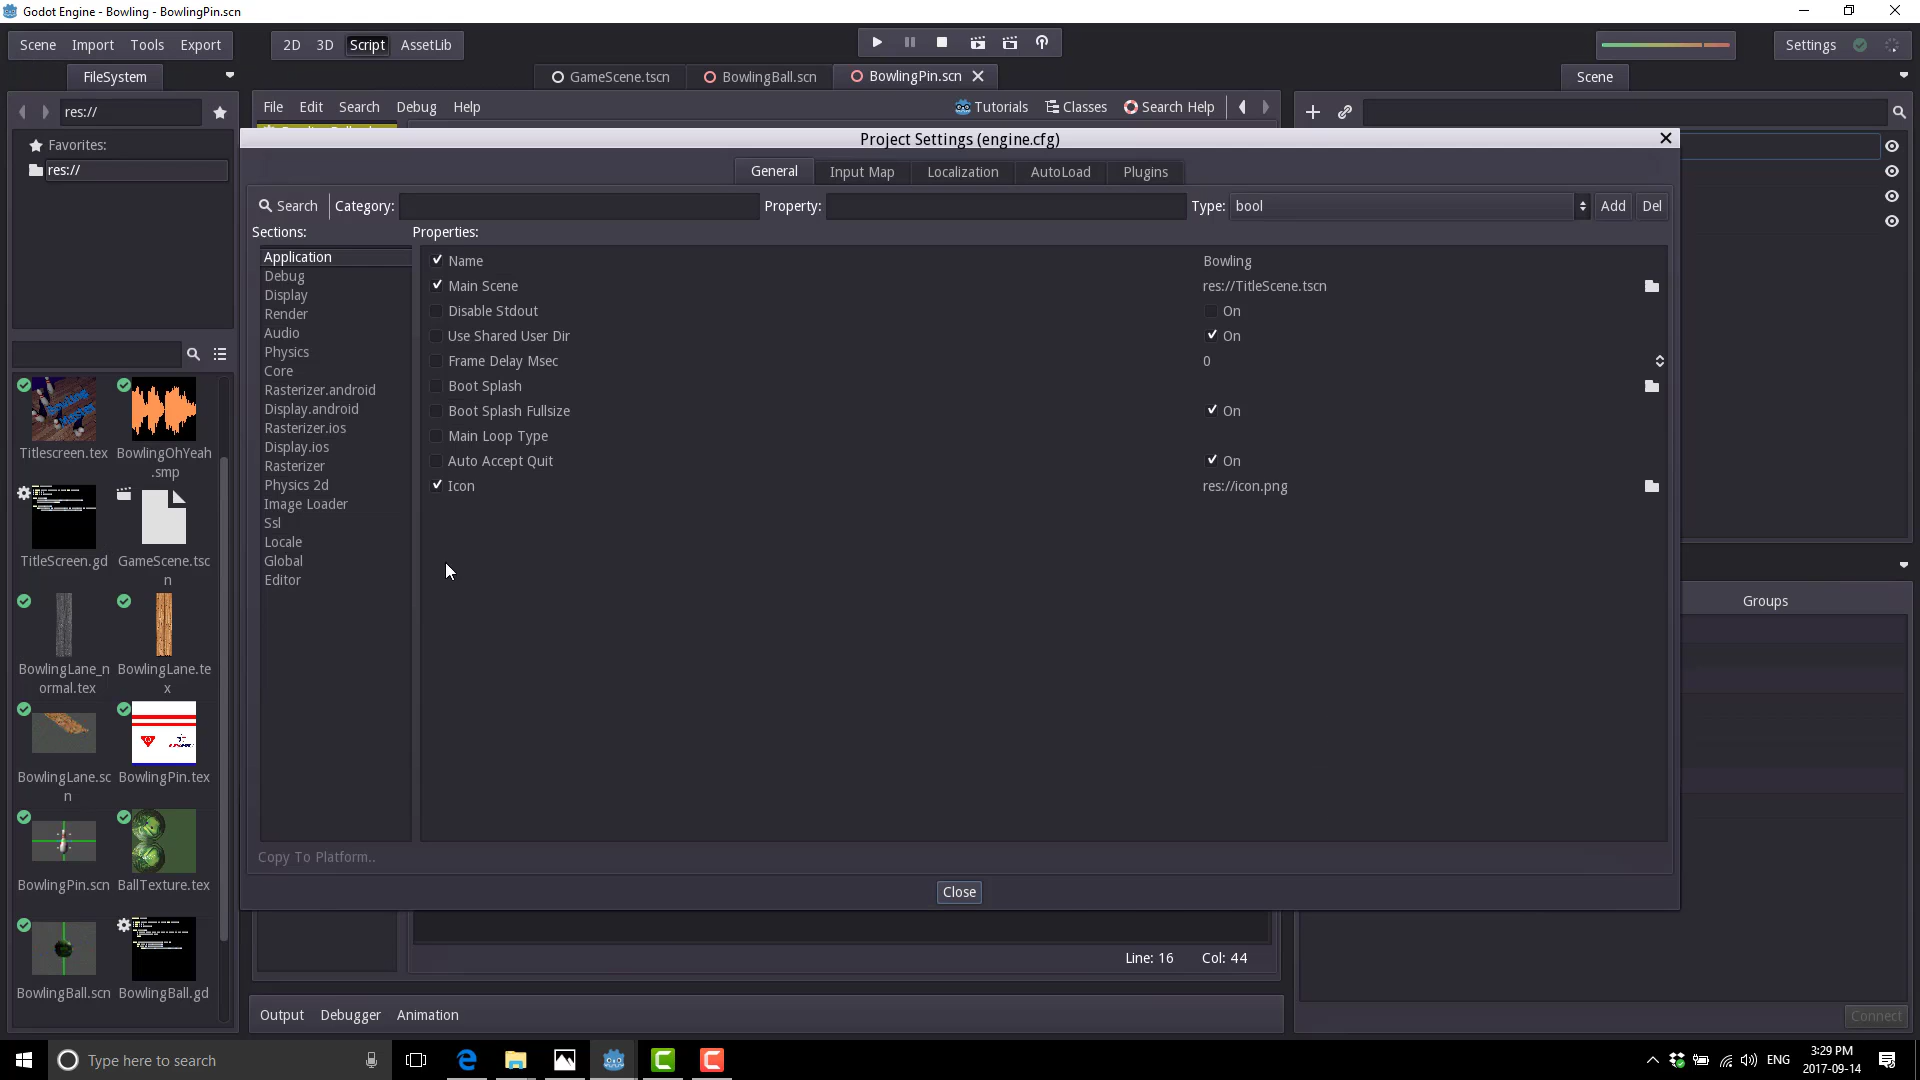 Godot Engine - Bowling - BowlingPin.scn
Scene Import Tools Export
2D 3D Script AssetLib
Settings
FileSystem
GameScene.tscn
BowlingBall.scn
BowlingPin.scn
Scene
res://
File Edit Search Debug Help
Tutorials Classes Search Help
Favorites:
res://
Project Settings (engine.cfg)
General Input Map Localization AutoLoad Plugins
Search Category: Property: Type: bool Add Del
Sections: Properties:
Application
Debug
Display
Render
Audio
Physics
Core
Rasterizer.android
Display.android
Rasterizer.ios
Display.ios
Rasterizer
Physics 2d
Image Loader
Ssl
Locale
Global
Editor
Name Bowling
Main Scene res://TitleScene.tscn
Disable Stdout On
Use Shared User Dir On
Frame Delay Msec 0
Boot Splash
Boot Splash Fullsize On
Main Loop Type
Auto Accept Quit On
Icon res://icon.png
Copy To Platform..
Close
Titlescreen.tex
BowlingOhYeah
.smp
TitleScreen.gd
GameScene.tsc
n
BowlingLane_n
ormal.tex
BowlingLane.te
x
BowlingLane.sc
n
BowlingPin.tex
BowlingPin.scn
BallTexture.tex
BowlingBall.scn
BowlingBall.gd
Groups
Line: 16 Col: 44
Output Debugger Animation
Connect
Type here to search
ENG
3:29 PM
2017-09-14